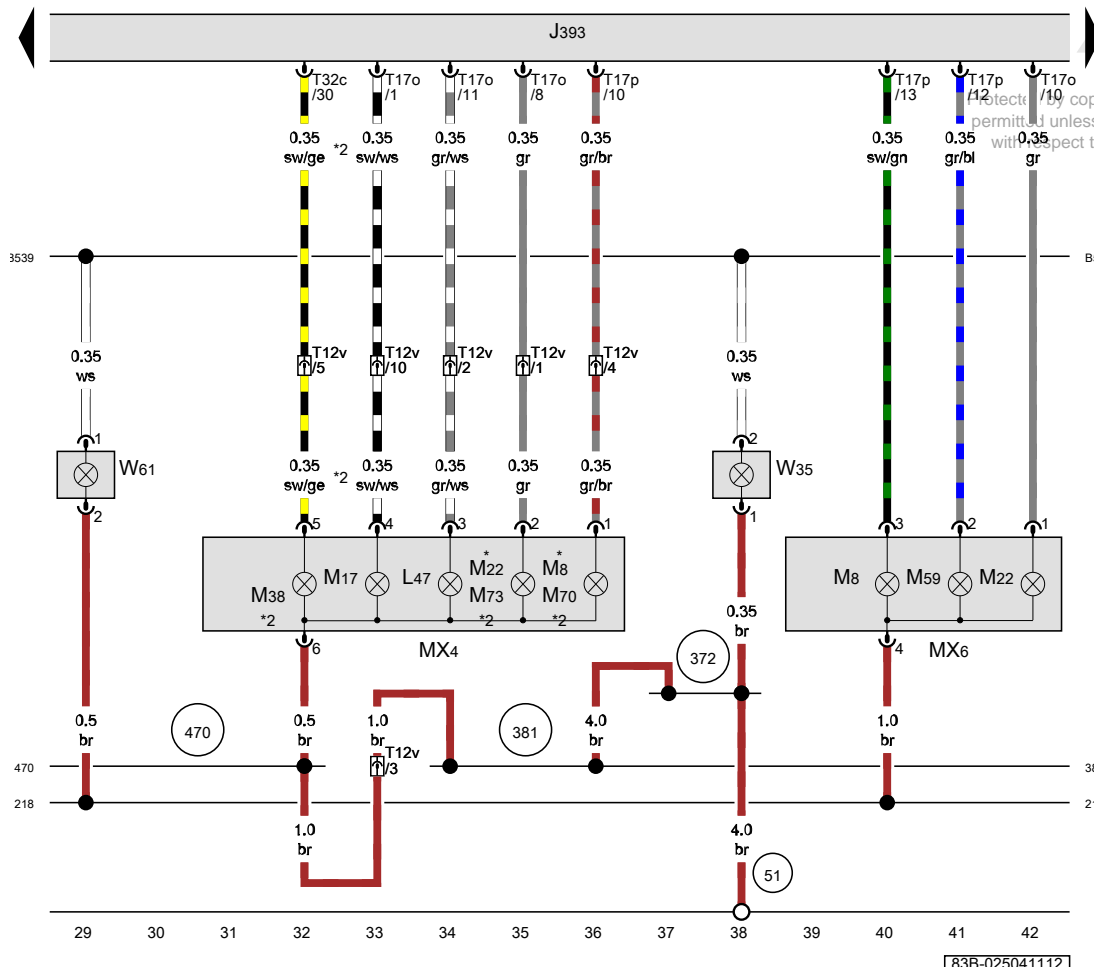 J393
T32c
/30
T17o
/1
T17o
/11
T17o
/8
T17p
/10
T17p
/13
T17p
/12
T17o
/10
Protected by cop
permitted unless
with respect t
0.35
sw/ge
*2
0.35
sw/ws
0.35
gr/ws
0.35
gr
0.35
gr/br
0.35
sw/gn
0.35
gr/bl
0.35
gr
3539
0.35
ws
T12v
/5
T12v
/10
T12v
/2
T12v
/1
T12v
/4
0.35
ws
1
W61
2
0.35
sw/ge
*2
0.35
sw/ws
0.35
gr/ws
0.35
gr
0.35
gr/br
2
W35
1
5
4
3
2
1
3
2
1
M38
*2
M17
L47
*
M22
M73
*2
*
M8
M70
*2
M8
M59
M22
6
MX4
4
MX6
0.35
br
372
0.5
br
470
0.5
br
1.0
br
T12v
/3
381
4.0
br
1.0
br
470
38
218
21
1.0
br
4.0
br
51
29 30 31 32 33 34 35 36 37 38 39 40 41 42
83B-025041112